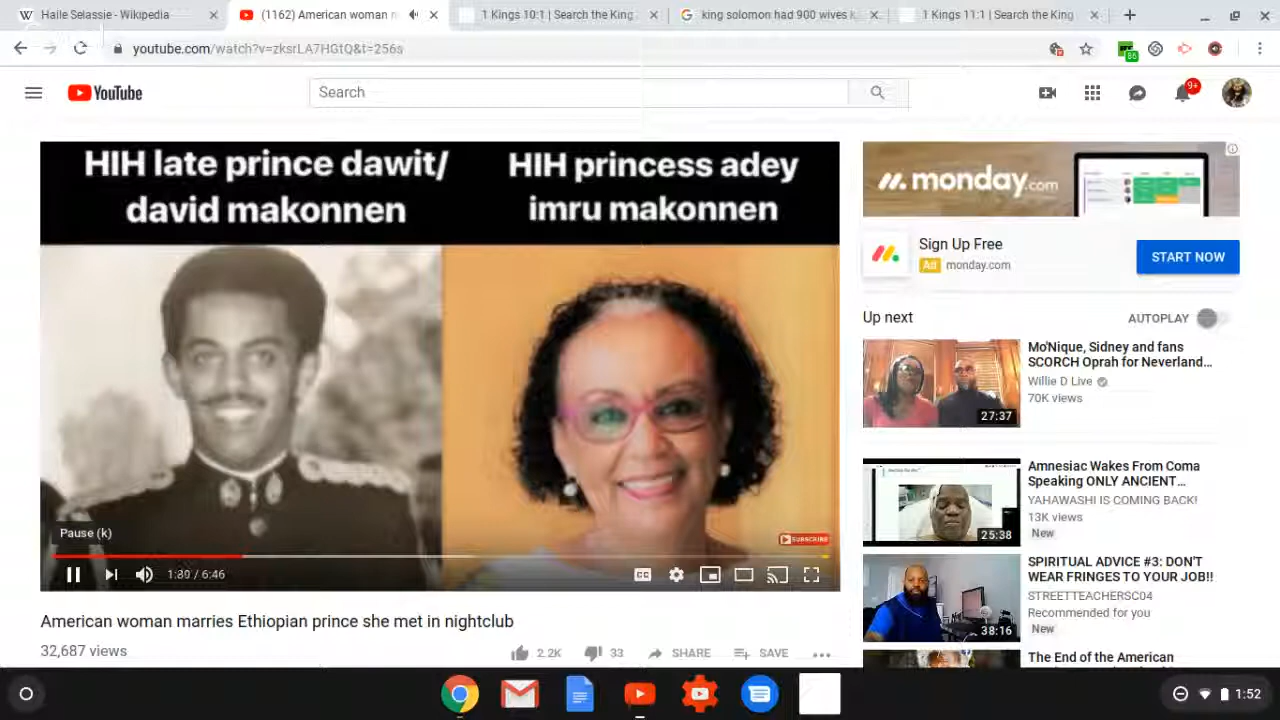 Haile Selassie - Wikipedia
(1162) American woman m
1 Kings 10:1 | Search the King
king solomon had 900 wives k
1 Kings 11:1 | Search the King
youtube.com/watch?v=zksrLA7HGtQ&t=256s
86
YouTube
Search
9+
HIH late prince dawit/
david makonnen
HIH princess adey
imru makonnen
Pause (k)
SUBSCRIBE
/ 6:46
CC
American woman marries Ethiopian prince she met in nightclub
32,687 views
2.2K
33
SHARE
SAVE
monday.com
Sign Up Free
Ad monday.com
START NOW
Up next
AUTOPLAY
Mo'Nique, Sidney and fans
SCORCH Oprah for Neverland...
Willie D Live
70K views
27:37
Amnesiac Wakes From Coma
Speaking ONLY ANCIENT...
YAHAWASHI IS COMING BACK!
13K views
New
25:38
SPIRITUAL ADVICE #3: DON'T
WEAR FRINGES TO YOUR JOB!!
STREETTEACHERSC04
Recommended for you
New
38:16
The End of the American
1:52